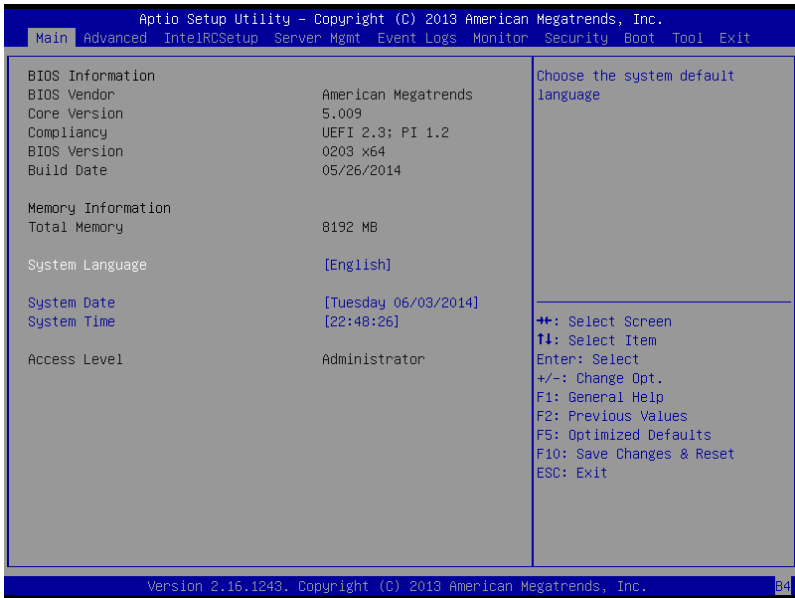 Aptio Setup Utility – Copyright (C) 2013 American Megatrends, Inc.
Main Advanced IntelRCSetup Server Mgmt Event Logs Monitor Security Boot Tool Exit
BIOS Information
BIOS Vendor American Megatrends
Core Version 5.009
Compliancy UEFI 2.3; PI 1.2
BIOS Version 0203 x64
Build Date 05/26/2014
Memory Information
Total Memory 8192 MB
System Language [English]
System Date [Tuesday 06/03/2014]
System Time [22:48:26]
Access Level Administrator
Choose the system default
language
→←: Select Screen
↑↓: Select Item
Enter: Select
+/-: Change Opt.
F1: General Help
F2: Previous Values
F5: Optimized Defaults
F10: Save Changes & Reset
ESC: Exit
Version 2.16.1243. Copyright (C) 2013 American Megatrends, Inc.
B4